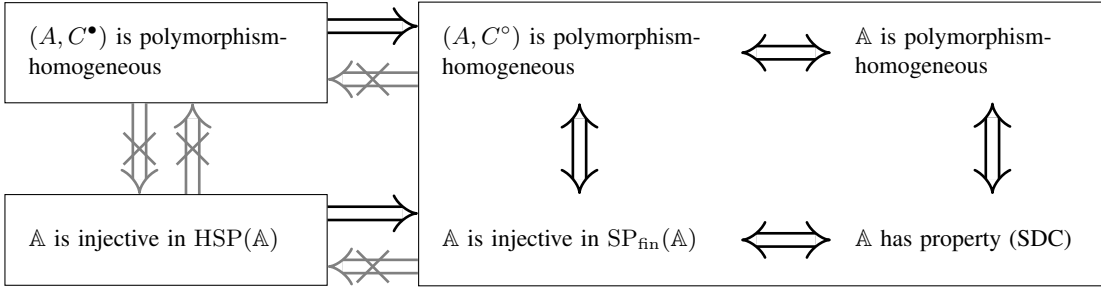 (A, C•) is polymorphism-
homogeneous
(A, C◦) is polymorphism-
homogeneous
𝔸 is polymorphism-
homogeneous
𝔸 is injective in HSP(𝔸)
𝔸 is injective in SP_fin(𝔸)
𝔸 has property (SDC)